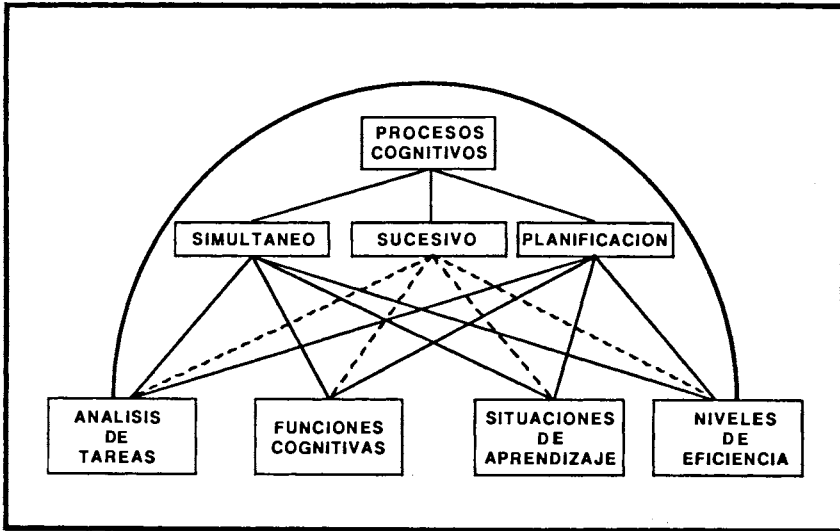 PROCESOS
COGNITIVOS
SIMULTANEO
SUCESIVO
PLANIFICACION
ANALISIS
DE
TAREAS
FUNCIONES
COGNITIVAS
SITUACIONES
DE
APRENDIZAJE
NIVELES
DE
EFICIENCIA